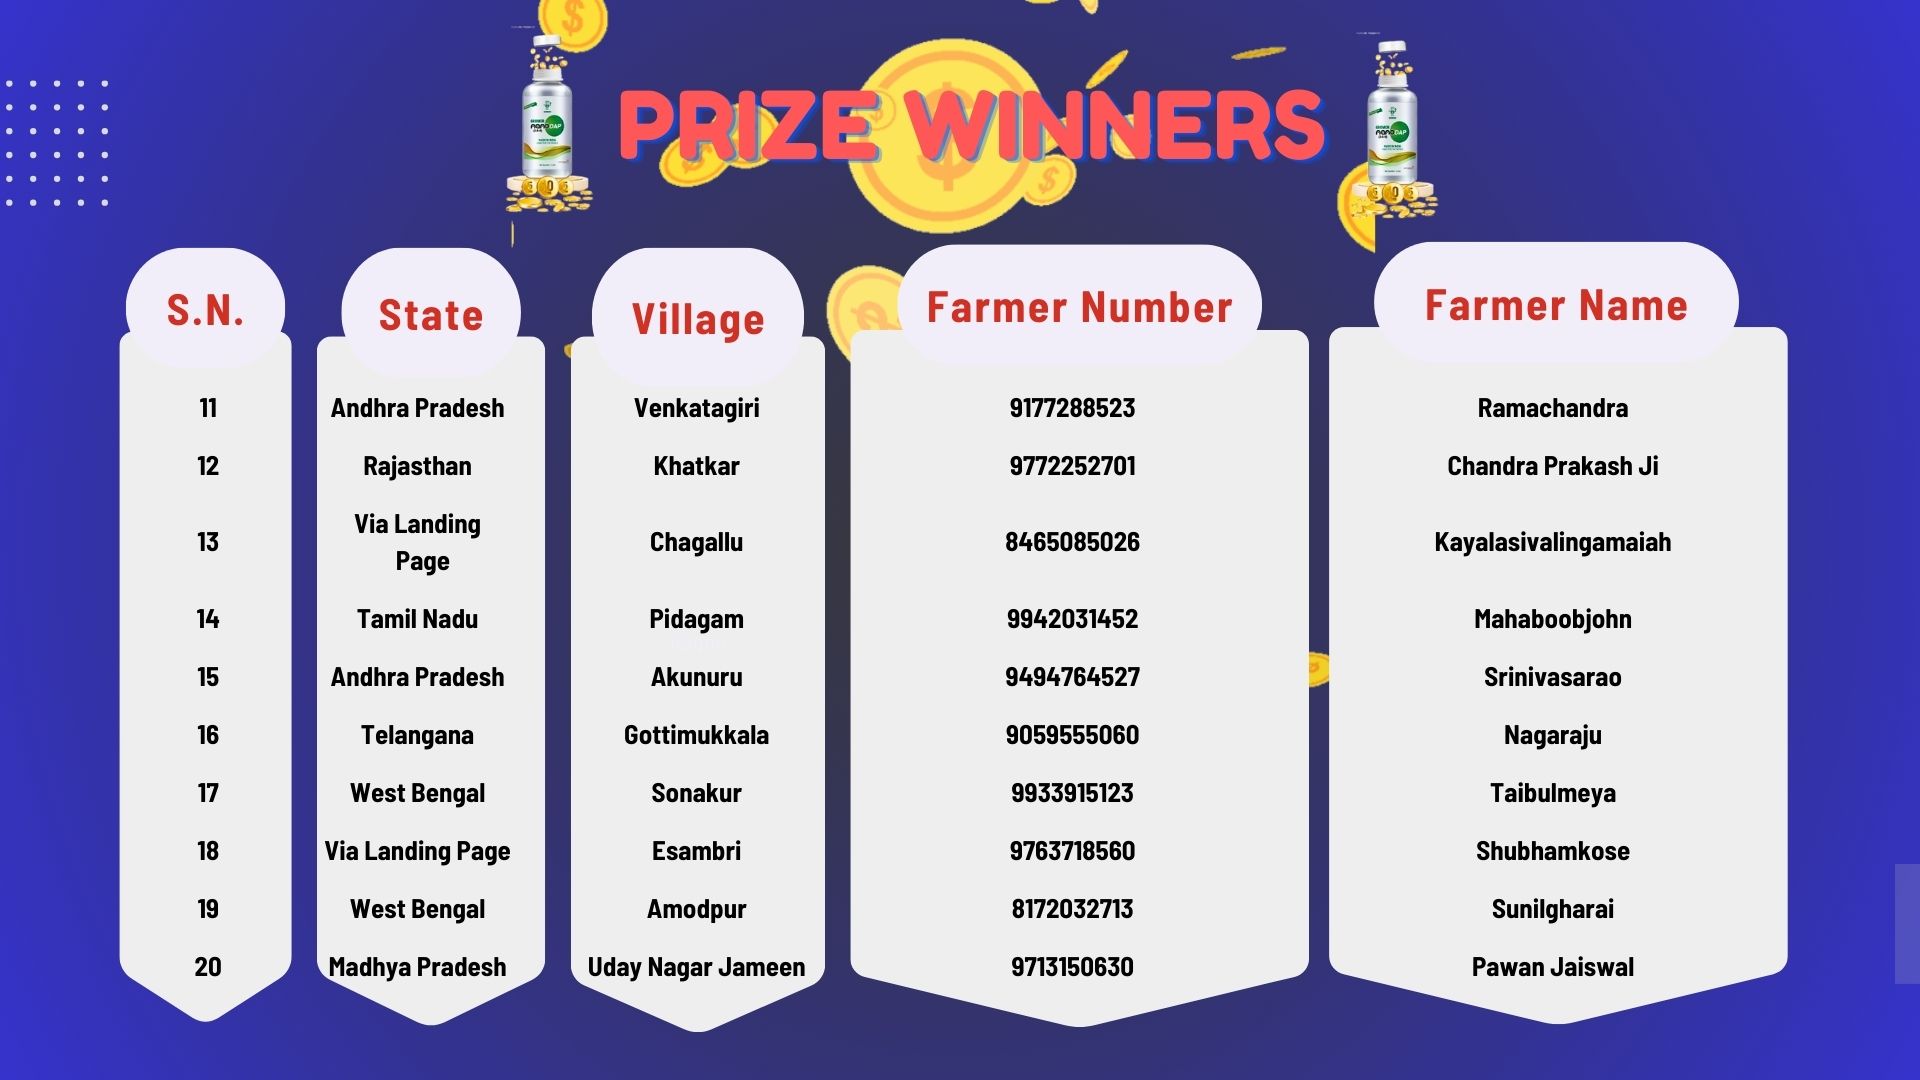 PRIZE WINNERS
S.N. State Village Farmer Number Farmer Name
11 Andhra Pradesh Venkatagiri 9177288523 Ramachandra
12 Rajasthan Khatkar 9772252701 Chandra Prakash Ji
13 Via Landing Page Chagallu 8465085026 Kayalasivalingamaiah
14 Tamil Nadu Pidagam 9942031452 Mahaboobjohn
15 Andhra Pradesh Akunuru 9494764527 Srinivasarao
16 Telangana Gottimukkala 9059555060 Nagaraju
17 West Bengal Sonakur 9933915123 Taibulmeya
18 Via Landing Page Esambri 9763718560 Shubhamkose
19 West Bengal Amodpur 8172032713 Sunilgharai
20 Madhya Pradesh Uday Nagar Jameen 9713150630 Pawan Jaiswal